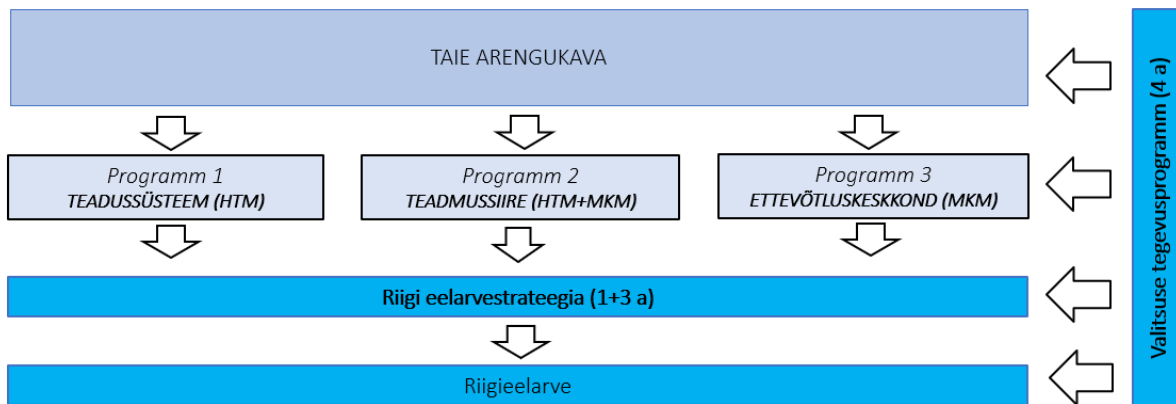 TAIE ARENGUKAVA
Programm 1
TEADUSSÜSTEEM (HTM)
Programm 2
TEADMUSSIIRE (HTM+MKM)
Programm 3
ETTEVÕTLUSKESKKOND (MKM)
Riigi eelarvestrateegia (1+3 a)
Riigieelarve
Valitsuse tegevusprogramm (4 a)